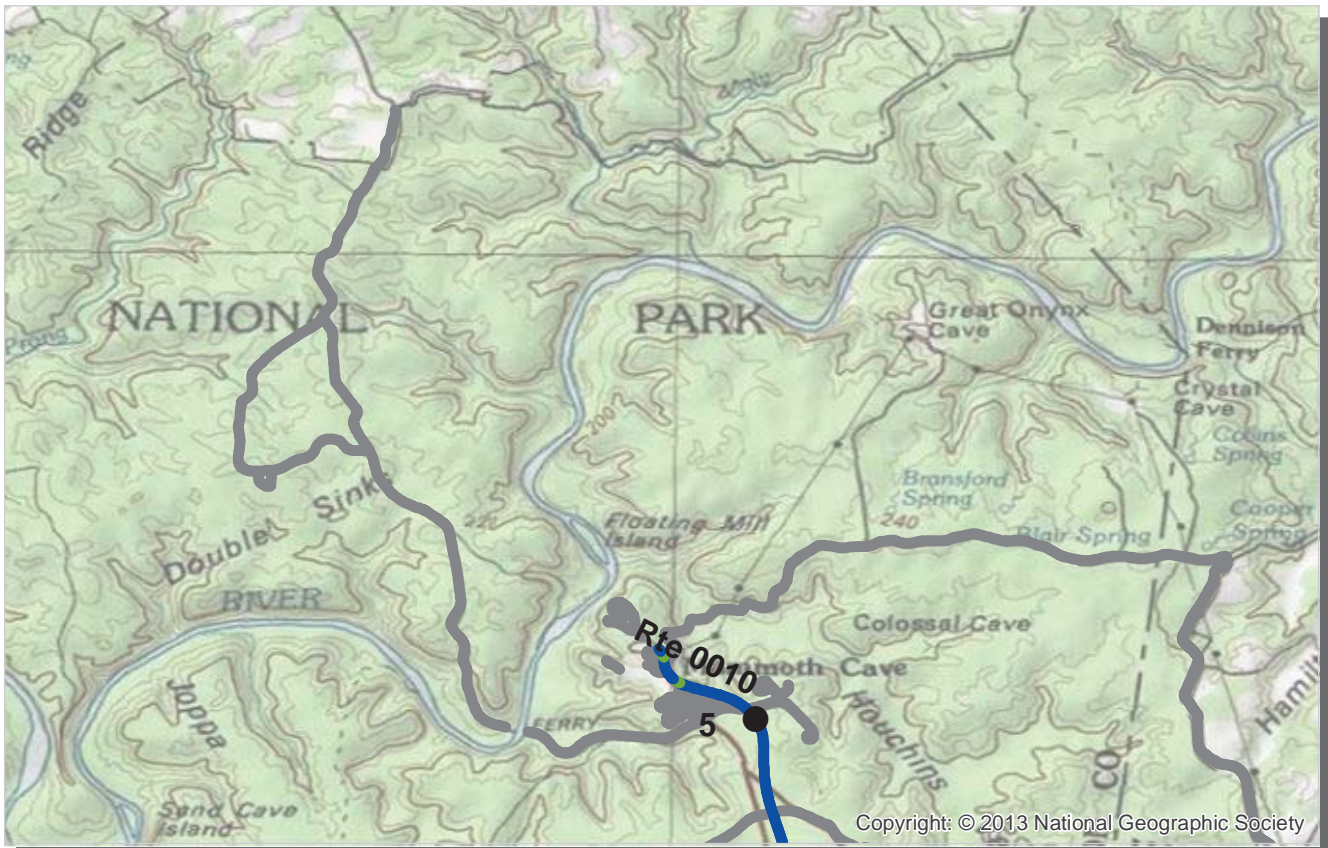 Ridge
NATIONAL
PARK
Great Onyx
Cave
Dennison
Ferry
Prong
Crystal
Cave
200
Collins
Spring
Bransford
Spring
Double Sink
221
Floating Mill
Island
240
Blair Spring
Cooper
Spring
RIVER
Colossal Cave
Rte 0010
Mammoth Cave
Joppa
FERRY
5
Houchins
CO
Sand Cave
Island
Copyright: © 2013 National Geographic Society